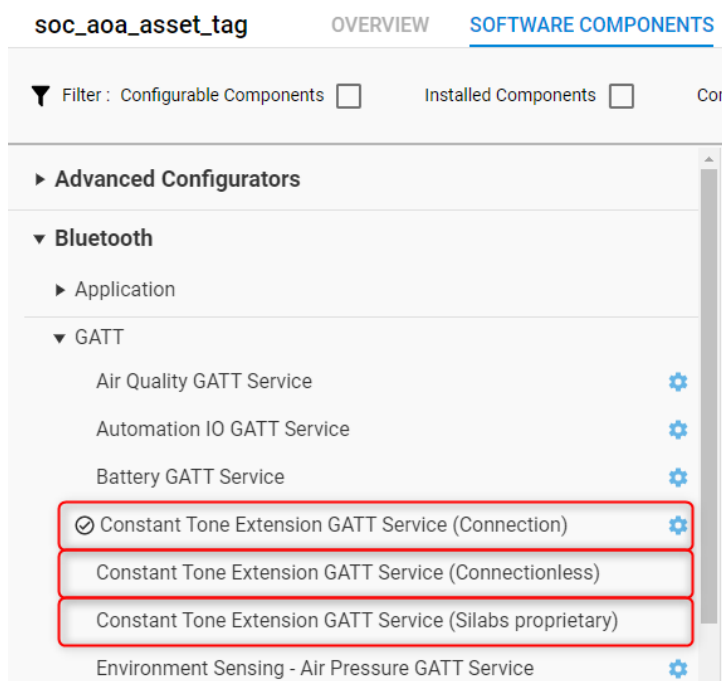 soc_aoa_asset_tag OVERVIEW SOFTWARE COMPONENTS
Filter : Configurable Components Installed Components Cor
Advanced Configurators
Bluetooth
Application
GATT
Air Quality GATT Service
Automation IO GATT Service
Battery GATT Service
Constant Tone Extension GATT Service (Connection)
Constant Tone Extension GATT Service (Connectionless)
Constant Tone Extension GATT Service (Silabs proprietary)
Environment Sensing - Air Pressure GATT Service